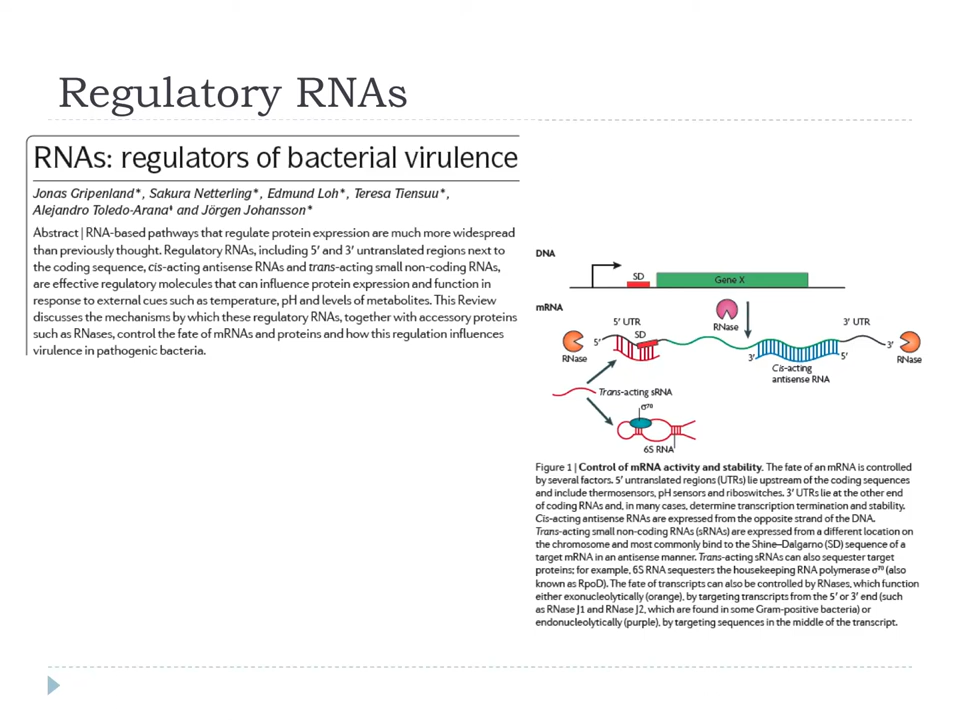 Regulatory RNAs
RNAs: regulators of bacterial virulence
Jonas Gripenland*, Sakura Netterling*, Edmund Loh*, Teresa Tiensuu*,
Alejandro Toledo-Arana‡ and Jörgen Johansson*
Abstract | RNA-based pathways that regulate protein expression are much more widespread
than previously thought. Regulatory RNAs, including 5′ and 3′ untranslated regions next to
the coding sequence, cis-acting antisense RNAs and trans-acting small non-coding RNAs,
are effective regulatory molecules that can influence protein expression and function in
response to external cues such as temperature, pH and levels of metabolites. This Review
discusses the mechanisms by which these regulatory RNAs, together with accessory proteins
such as RNases, control the fate of mRNAs and proteins and how this regulation influences
virulence in pathogenic bacteria.
DNA
SD
Gene X
mRNA
RNase
5′ UTR
3′ UTR
SD
5′
3′
RNase
3′
5′
RNase
Cis-acting
antisense RNA
Trans-acting sRNA
σ70
6S RNA
Figure 1 | Control of mRNA activity and stability. The fate of an mRNA is controlled
by several factors. 5′ untranslated regions (UTRs) lie upstream of the coding sequences
and include thermosensors, pH sensors and riboswitches. 3′ UTRs lie at the other end
of coding RNAs and, in many cases, determine transcription termination and stability.
Cis-acting antisense RNAs are expressed from the opposite strand of the DNA.
Trans-acting small non-coding RNAs (sRNAs) are expressed from a different location on
the chromosome and most commonly bind to the Shine–Dalgarno (SD) sequence of a
target mRNA in an antisense manner. Trans-acting sRNAs can also sequester target
proteins; for example, 6S RNA sequesters the housekeeping RNA polymerase σ70 (also
known as RpoD). The fate of transcripts can also be controlled by RNases, which function
either exonucleolytically (orange), by targeting transcripts from the 5′ or 3′ end (such
as RNase J1 and RNase J2, which are found in some Gram-positive bacteria) or
endonucleolytically (purple), by targeting sequences in the middle of the transcript.